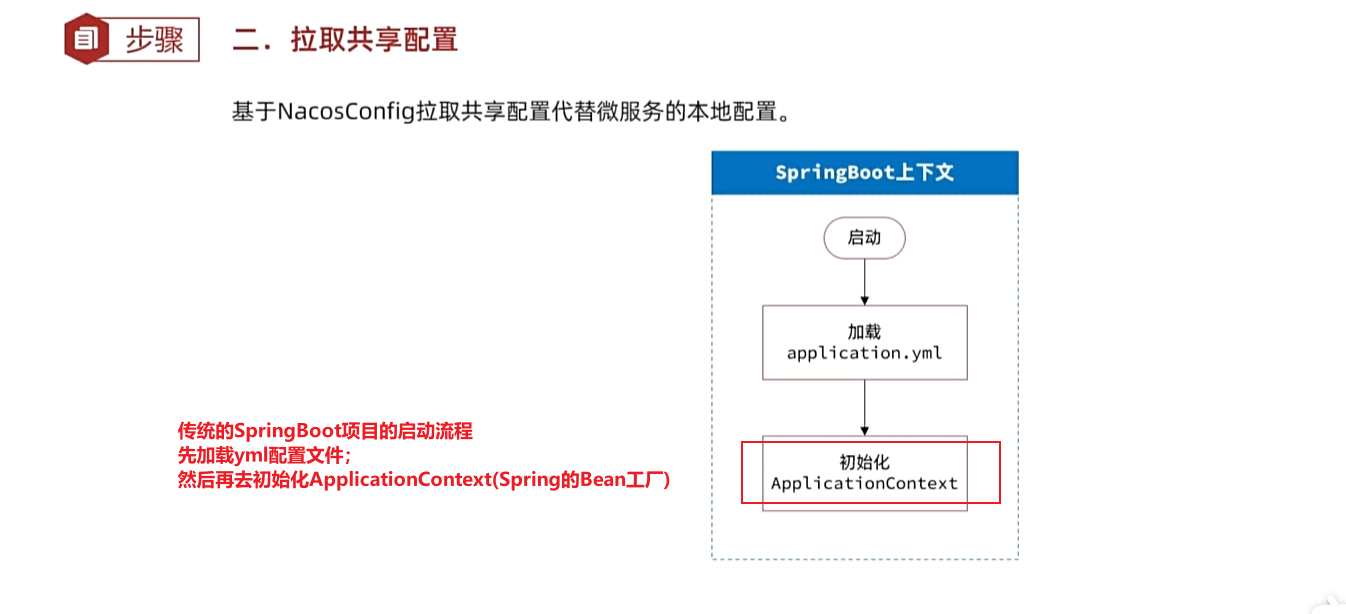 步骤
二. 拉取共享配置
基于NacosConfig拉取共享配置代替微服务的本地配置。
SpringBoot上下文
启动
加载
application.yml
传统的SpringBoot项目的启动流程
先加载yml配置文件；
然后再去初始化ApplicationContext(Spring的Bean工厂)
初始化
ApplicationContext